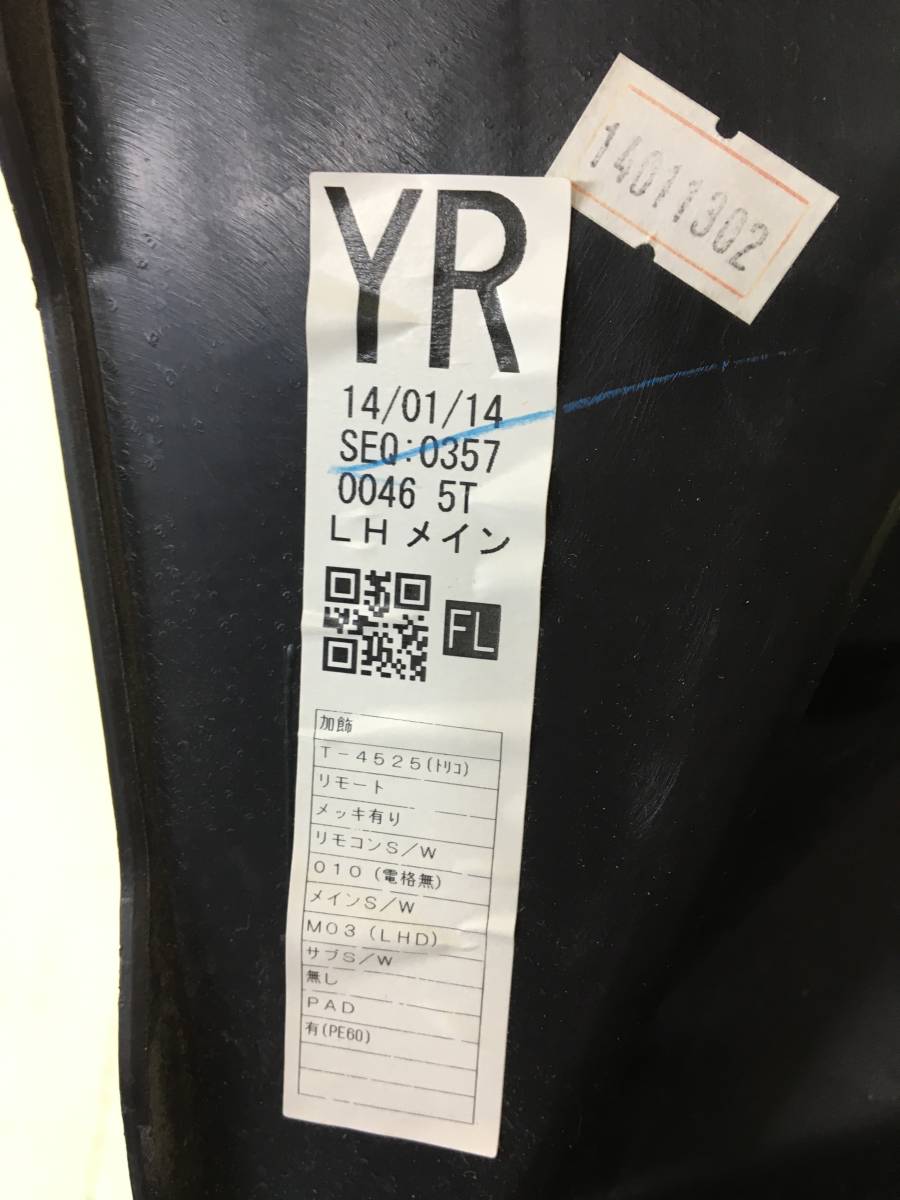 14011302
YR
14/01/14
SEQ:0357
0046 5T
LHメイン
FL
加飾
T-4525(トリコ)
リモート
メッキ有り
リモコンS/W
010(電格無)
メインS/W
M03(LHD)
サブS/W
無し
PAD
有(PE60)